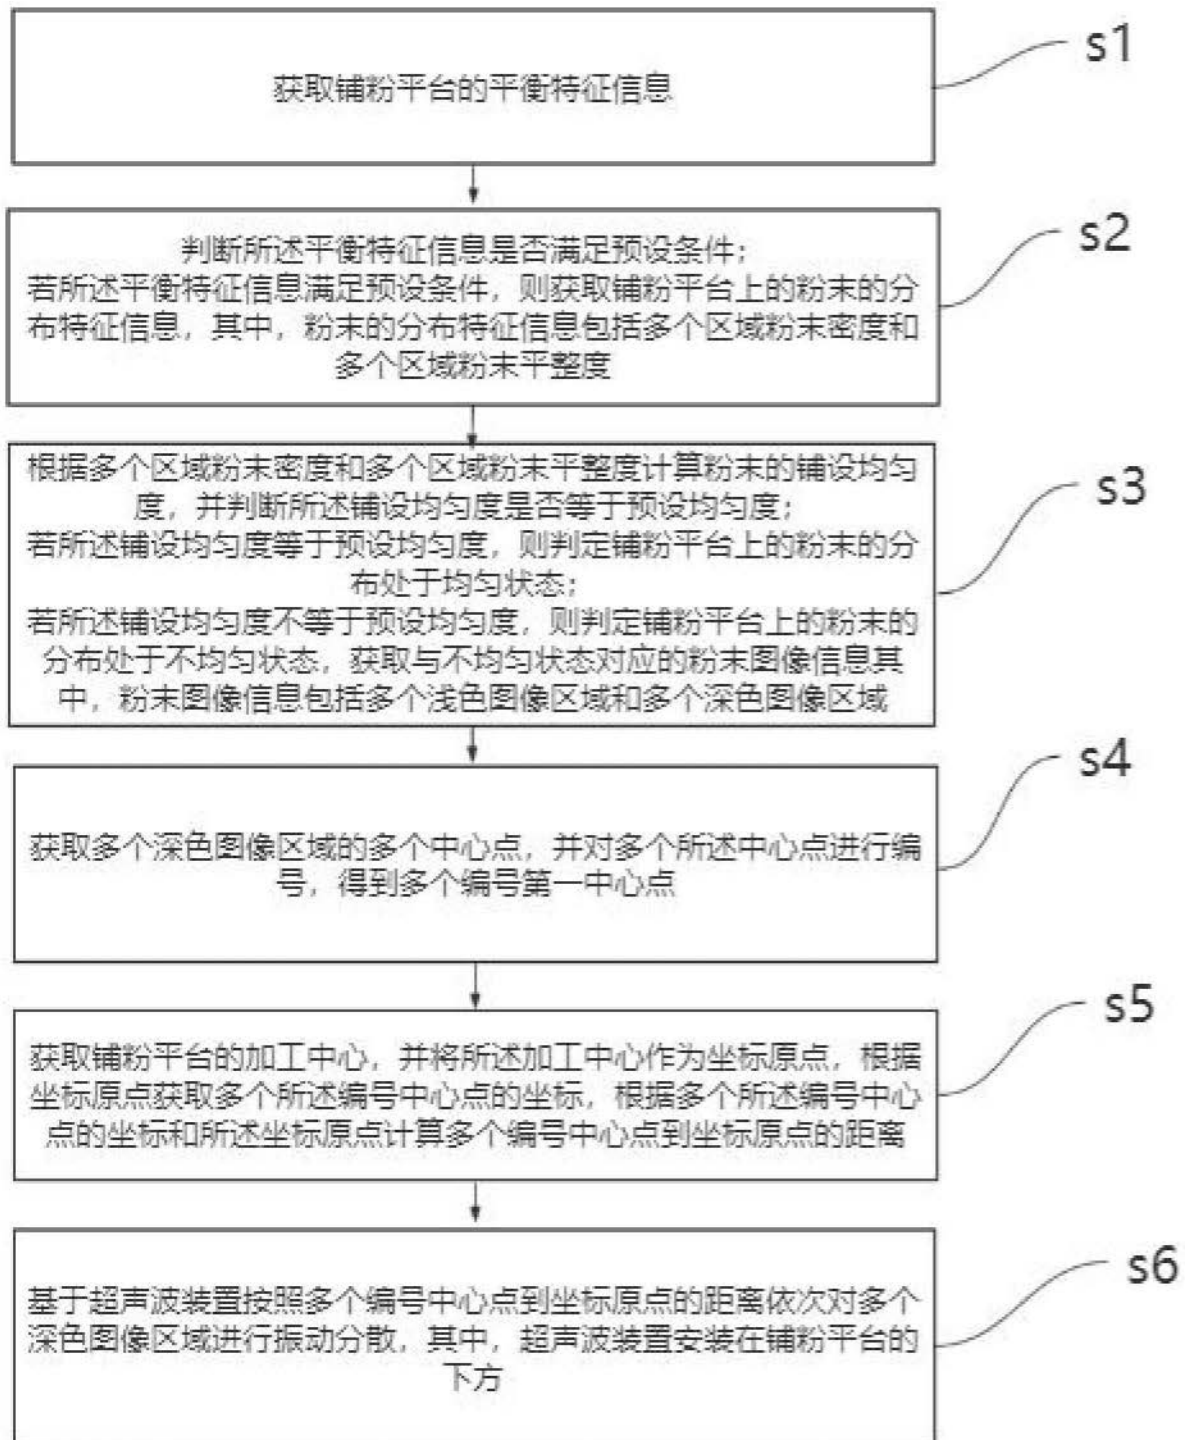 获取铺粉平台的平衡特征信息
s1
判断所述平衡特征信息是否满足预设条件；
若所述平衡特征信息满足预设条件，则获取铺粉平台上的粉末的分
布特征信息，其中，粉末的分布特征信息包括多个区域粉末密度和
多个区域粉末平整度
s2
根据多个区域粉末密度和多个区域粉末平整度计算粉末的铺设均匀
度，并判断所述铺设均匀度是否等于预设均匀度；
若所述铺设均匀度等于预设均匀度，则判定铺粉平台上的粉末的分
布处于均匀状态；
若所述铺设均匀度不等于预设均匀度，则判定铺粉平台上的粉末的
分布处于不均匀状态，获取与不均匀状态对应的粉末图像信息其
中，粉末图像信息包括多个浅色图像区域和多个深色图像区域
s3
获取多个深色图像区域的多个中心点，并对多个所述中心点进行编
号，得到多个编号第一中心点
s4
获取铺粉平台的加工中心，并将所述加工中心作为坐标原点，根据
坐标原点获取多个所述编号中心点的坐标，根据多个所述编号中心
点的坐标和所述坐标原点计算多个编号中心点到坐标原点的距离
s5
基于超声波装置按照多个编号中心点到坐标原点的距离依次对多个
深色图像区域进行振动分散，其中，超声波装置安装在铺粉平台的
下方
s6